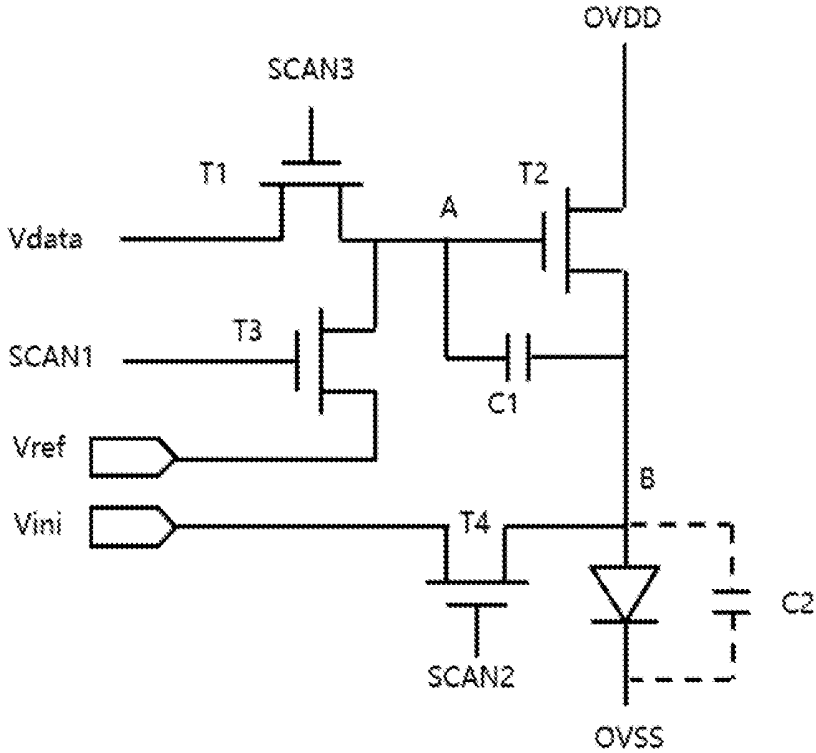 OVDD
SCAN3
T1
T2
A
Vdata
T3
SCAN1
C1
Vref
B
Vini
T4
C2
SCAN2
OVSS